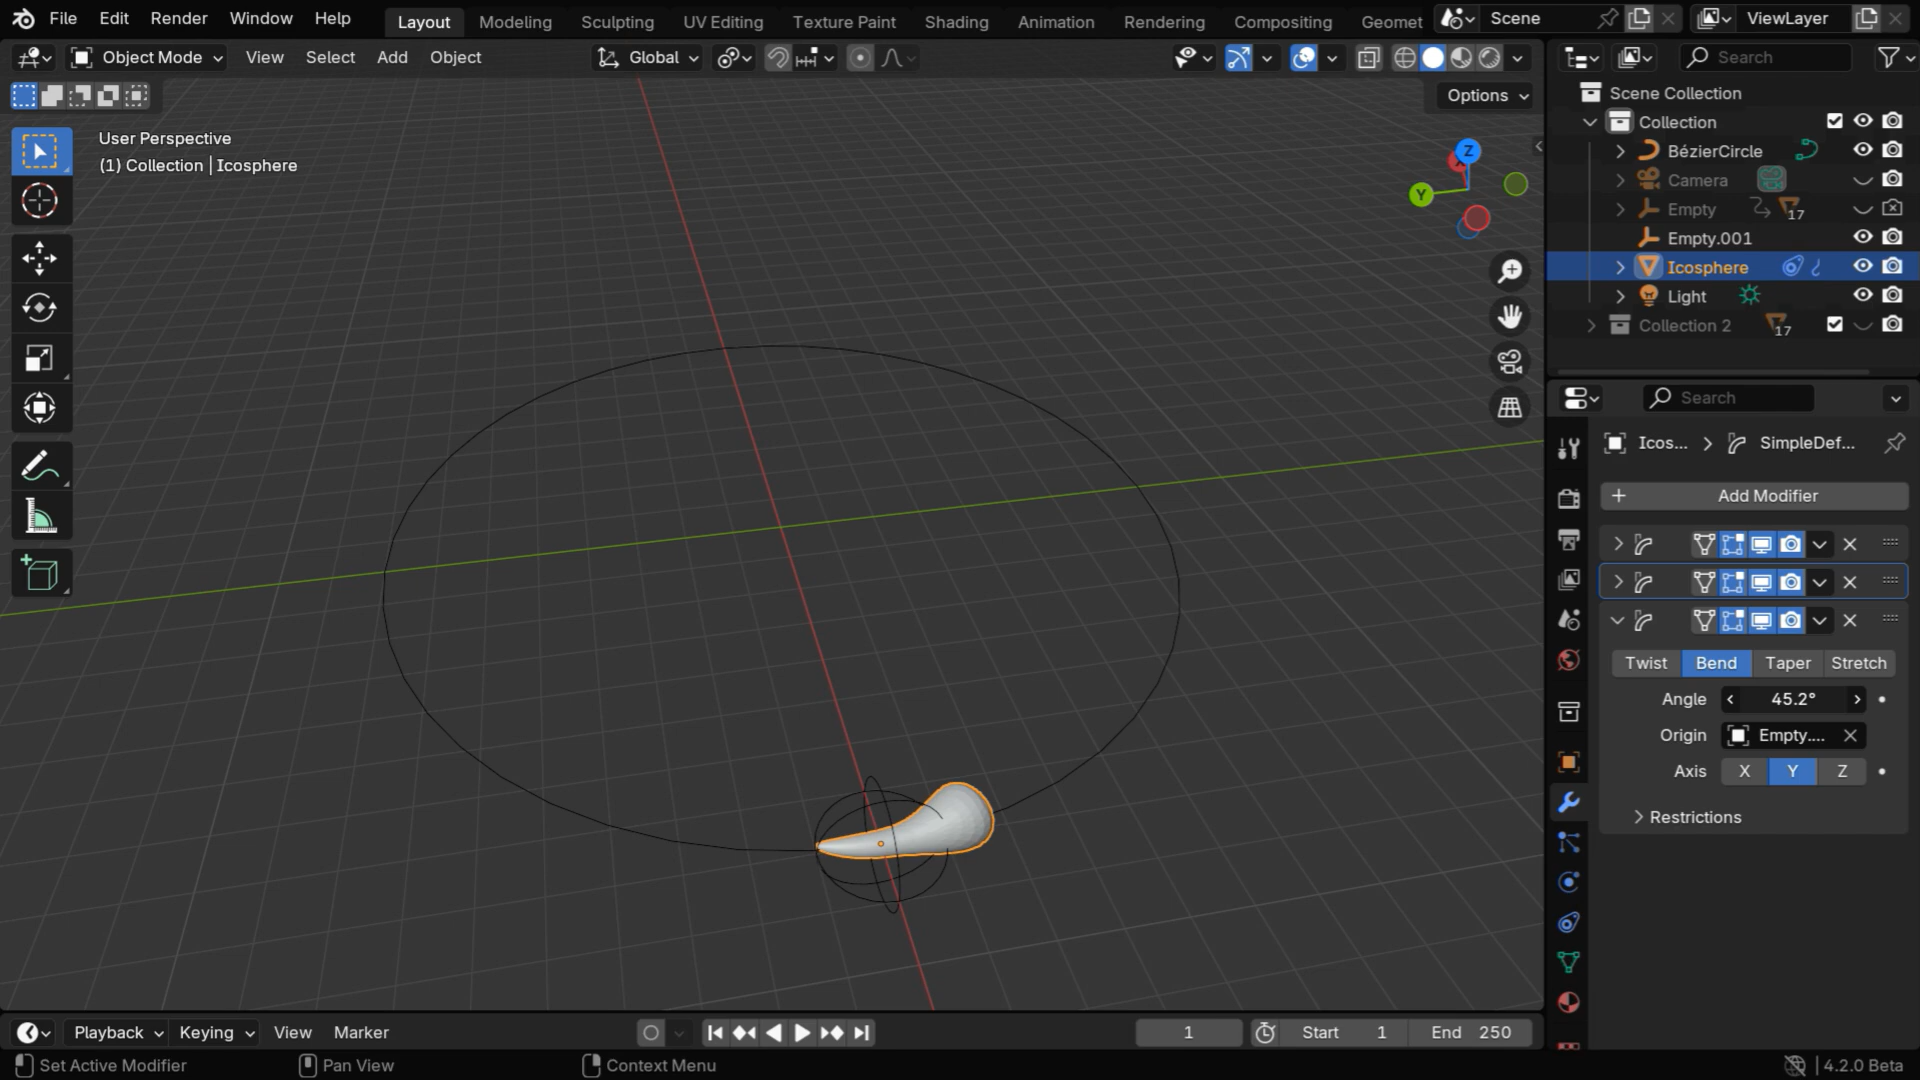 File Edit Render Window Help
Layout Modeling Sculpting UV Editing Texture Paint Shading Animation Rendering Compositing Geomet
Scene
ViewLayer
Object Mode View Select Add Object
Global
Search
Options
User Perspective
(1) Collection | Icosphere
Z
X
Y
Scene Collection
Collection
BézierCircle
Camera
Empty 17
Empty.001
Icosphere
Light
Collection 2 17
Search
Icos... SimpleDef...
Add Modifier
Twist Bend Taper Stretch
Angle 45.2°
Origin Empty....
Axis X Y Z
Restrictions
Playback Keying View Marker
1
Start 1
End 250
Set Active Modifier
Pan View
Context Menu
4.2.0 Beta